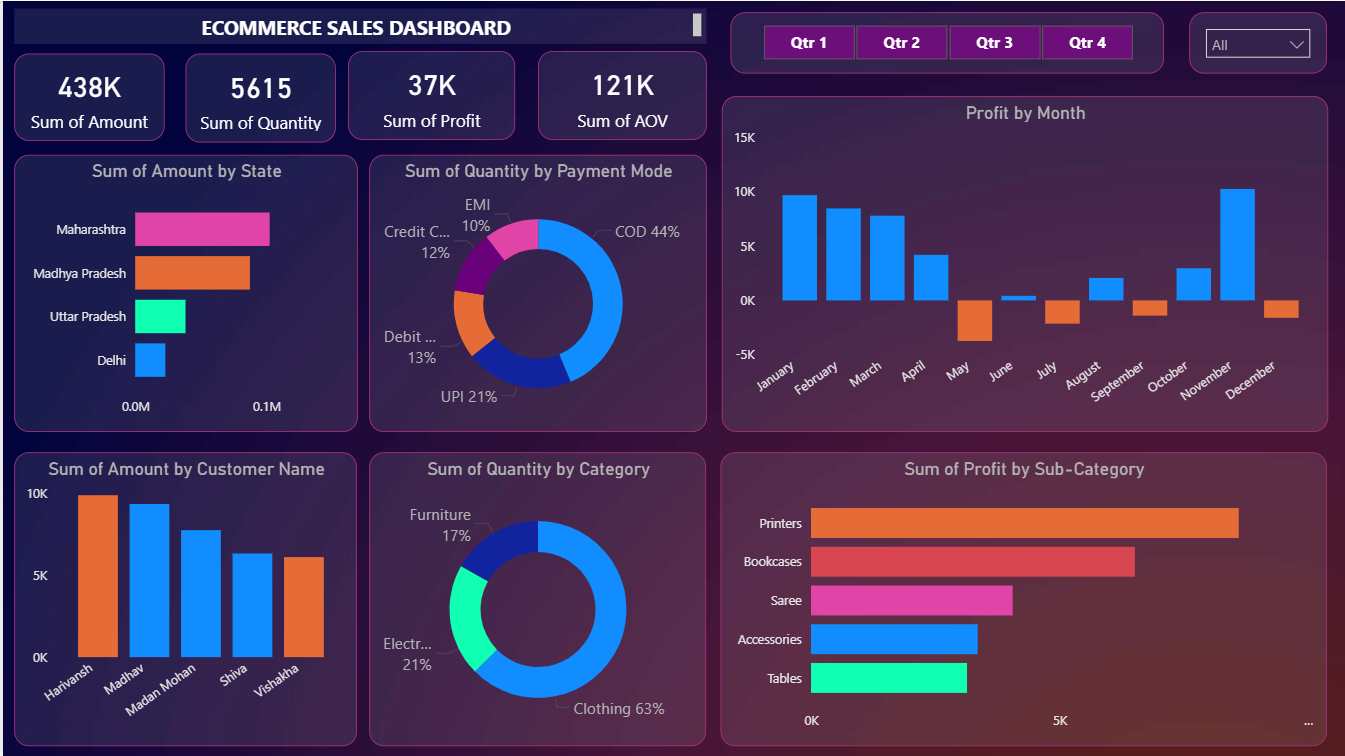 ECOMMERCE SALES DASHBOARD
Qtr 1
Qtr 2
Qtr 3
Qtr 4
All
438K
Sum of Amount
5615
Sum of Quantity
37K
Sum of Profit
121K
Sum of AOV
Sum of Amount by State
Maharashtra
Madhya Pradesh
Uttar Pradesh
Delhi
0.0M
0.1M
Sum of Quantity by Payment Mode
EMI
10%
Credit C...
12%
COD 44%
Debit ...
13%
UPI 21%
Profit by Month
15K
10K
5K
0K
-5K
January
February
March
April
May
June
July
August
September
October
November
December
Sum of Amount by Customer Name
10K
5K
0K
Harivansh
Madhav
Madan Mohan
Shiva
Vishakha
Sum of Quantity by Category
Furniture
17%
Electr...
21%
Clothing 63%
Sum of Profit by Sub-Category
Printers
Bookcases
Saree
Accessories
Tables
0K
5K
...